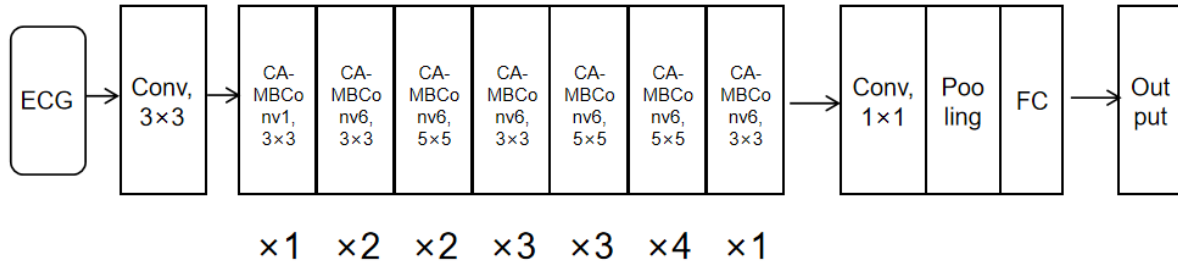 ECG
Conv,
3×3
CA-
MBCo
nv1,
3×3
CA-
MBCo
nv6,
3×3
CA-
MBCo
nv6,
5×5
CA-
MBCo
nv6,
3×3
CA-
MBCo
nv6,
5×5
CA-
MBCo
nv6,
5×5
CA-
MBCo
nv6,
3×3
Conv,
1×1
Poo
ling
FC
Out
put
×1 ×2 ×2 ×3 ×3 ×4 ×1